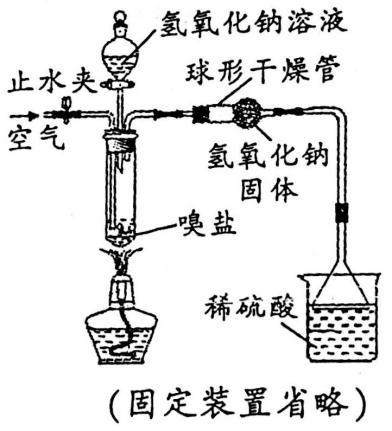 氢氧化钠溶液
止水夹
球形干燥管
空气
氢氧化钠
固体
嗅盐
稀硫酸
(固定装置省略)